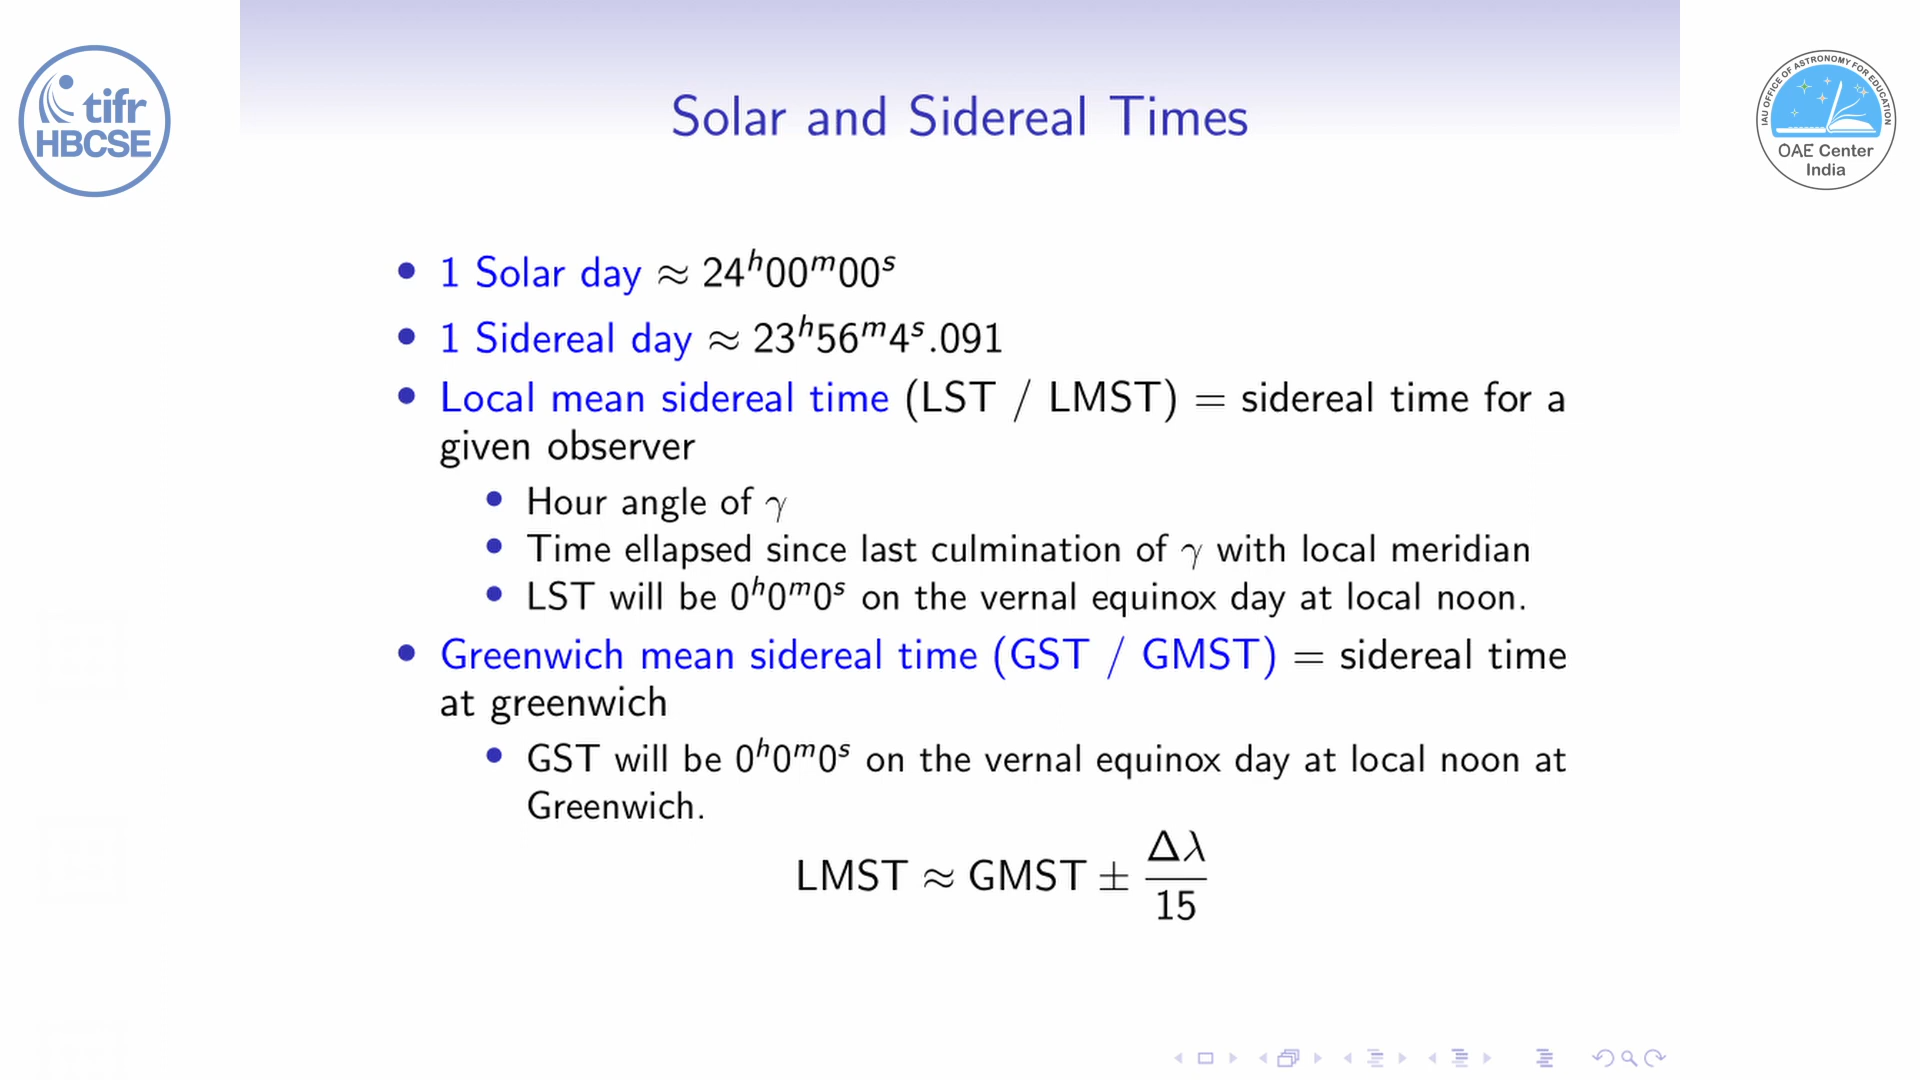 tifr
HBCSE
IAU OFFICE OF ASTRONOMY FOR EDUCATION
OAE Center
India
Solar and Sidereal Times
• 1 Solar day ≈ 24ʰ00ᵐ00ˢ
• 1 Sidereal day ≈ 23ʰ56ᵐ4ˢ.091
• Local mean sidereal time (LST / LMST) = sidereal time for a
given observer
• Hour angle of γ
• Time ellapsed since last culmination of γ with local meridian
• LST will be 0ʰ0ᵐ0ˢ on the vernal equinox day at local noon.
• Greenwich mean sidereal time (GST / GMST) = sidereal time
at greenwich
• GST will be 0ʰ0ᵐ0ˢ on the vernal equinox day at local noon at
Greenwich.
LMST ≈ GMST ± Δλ/15